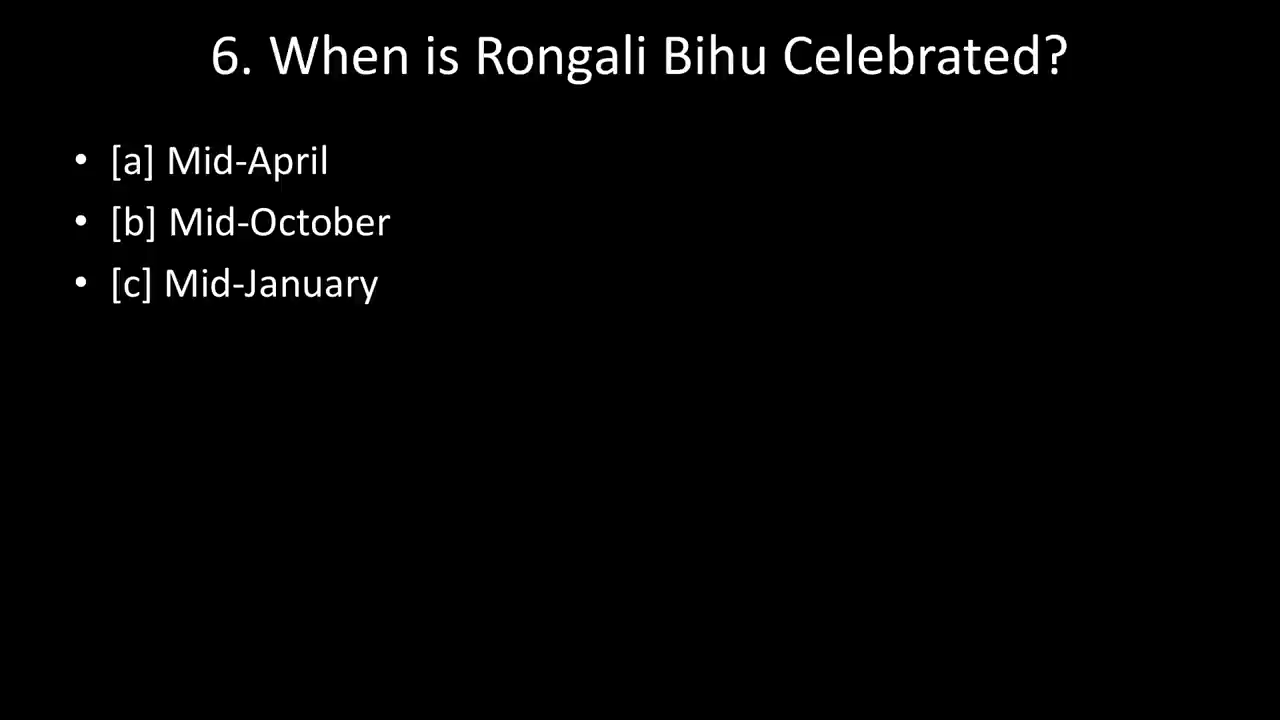 6. When is Rongali Bihu Celebrated?
• [a] Mid-April
• [b] Mid-October
• [c] Mid-January